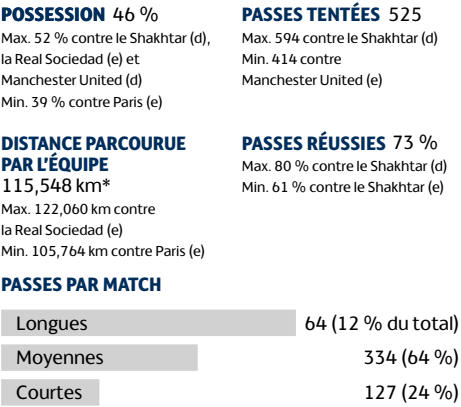 POSSESSION 46 %
Max. 52 % contre le Shakhtar (d),
la Real Sociedad (e) et
Manchester United (d)
Min. 39 % contre Paris (e)
PASSES TENTÉES 525
Max. 594 contre le Shakhtar (d)
Min. 414 contre
Manchester United (e)
DISTANCE PARCOURUE
PAR L'ÉQUIPE
115,548 km*
Max. 122,060 km contre
la Real Sociedad (e)
Min. 105,764 km contre Paris (e)
PASSES RÉUSSIES 73 %
Max. 80 % contre le Shakhtar (d)
Min. 61 % contre le Shakhtar (e)
PASSES PAR MATCH
Longues 64 (12 % du total)
Moyennes 334 (64 %)
Courtes 127 (24 %)